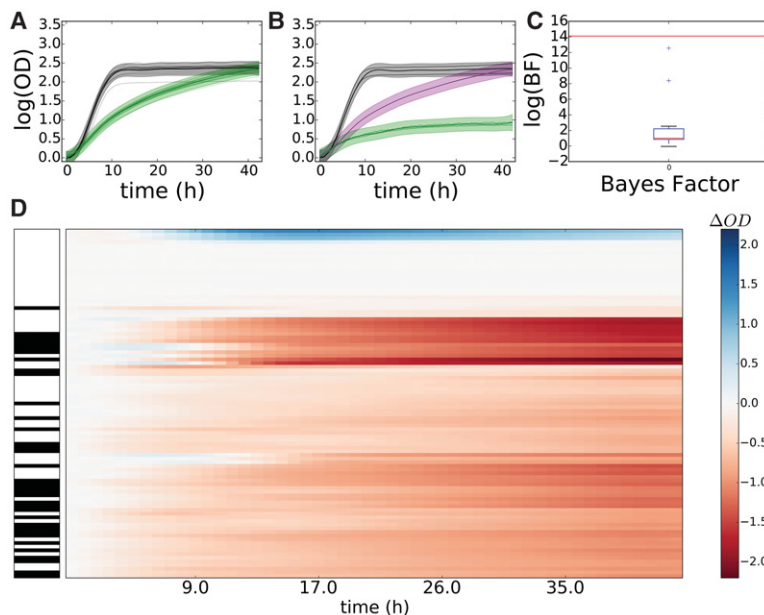 A
B
C
log(OD)
3.5
3.0
2.5
2.0
1.5
1.0
0.5
0.0
0 10 20 30 40
time (h)
log(OD)
3.5
3.0
2.5
2.0
1.5
1.0
0.5
0.0
0 10 20 30 40
time (h)
log(BF)
16
14
12
10
8
6
4
2
0
−2
0
Bayes Factor
D
ΔOD
2.0
1.5
1.0
0.5
0.0
−0.5
−1.0
−1.5
−2.0
9.0 17.0 26.0 35.0
time (h)